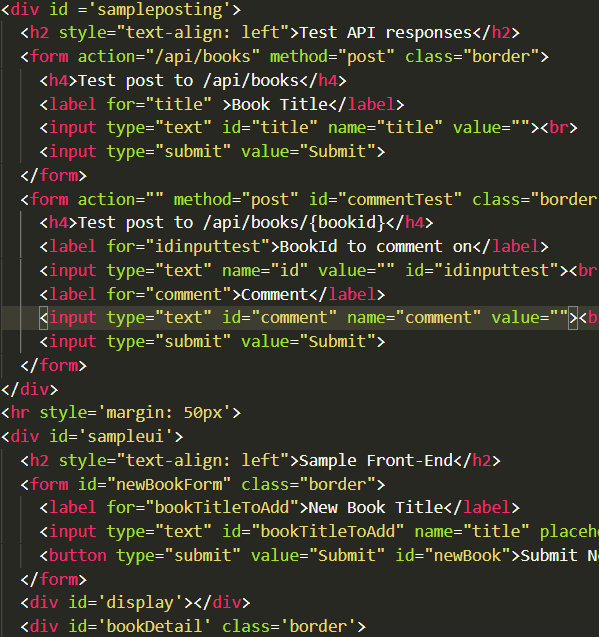 <div id ='sampleposting'>
<h2 style="text-align: left">Test API responses</h2>
<form action="/api/books" method="post" class="border">
<h4>Test post to /api/books</h4>
<label for="title" >Book Title</label>
<input type="text" id="title" name="title" value=""><br>
<input type="submit" value="Submit">
</form>
<form action="" method="post" id="commentTest" class="border
<h4>Test post to /api/books/{bookid}</h4>
<label for="idinputtest">BookId to comment on</label>
<input type="text" name="id" value="" id="idinputtest"><br
<label for="comment">Comment</label>
<input type="text" id="comment" name="comment" value=""><b
<input type="submit" value="Submit">
</form>
</div>
<hr style='margin: 50px'>
<div id='sampleui'>
<h2 style="text-align: left">Sample Front-End</h2>
<form id="newBookForm" class="border">
<label for="bookTitleToAdd">New Book Title</label>
<input type="text" id="bookTitleToAdd" name="title" placeh
<button type="submit" value="Submit" id="newBook">Submit N
</form>
<div id='display'></div>
<div id='bookDetail' class='border'>